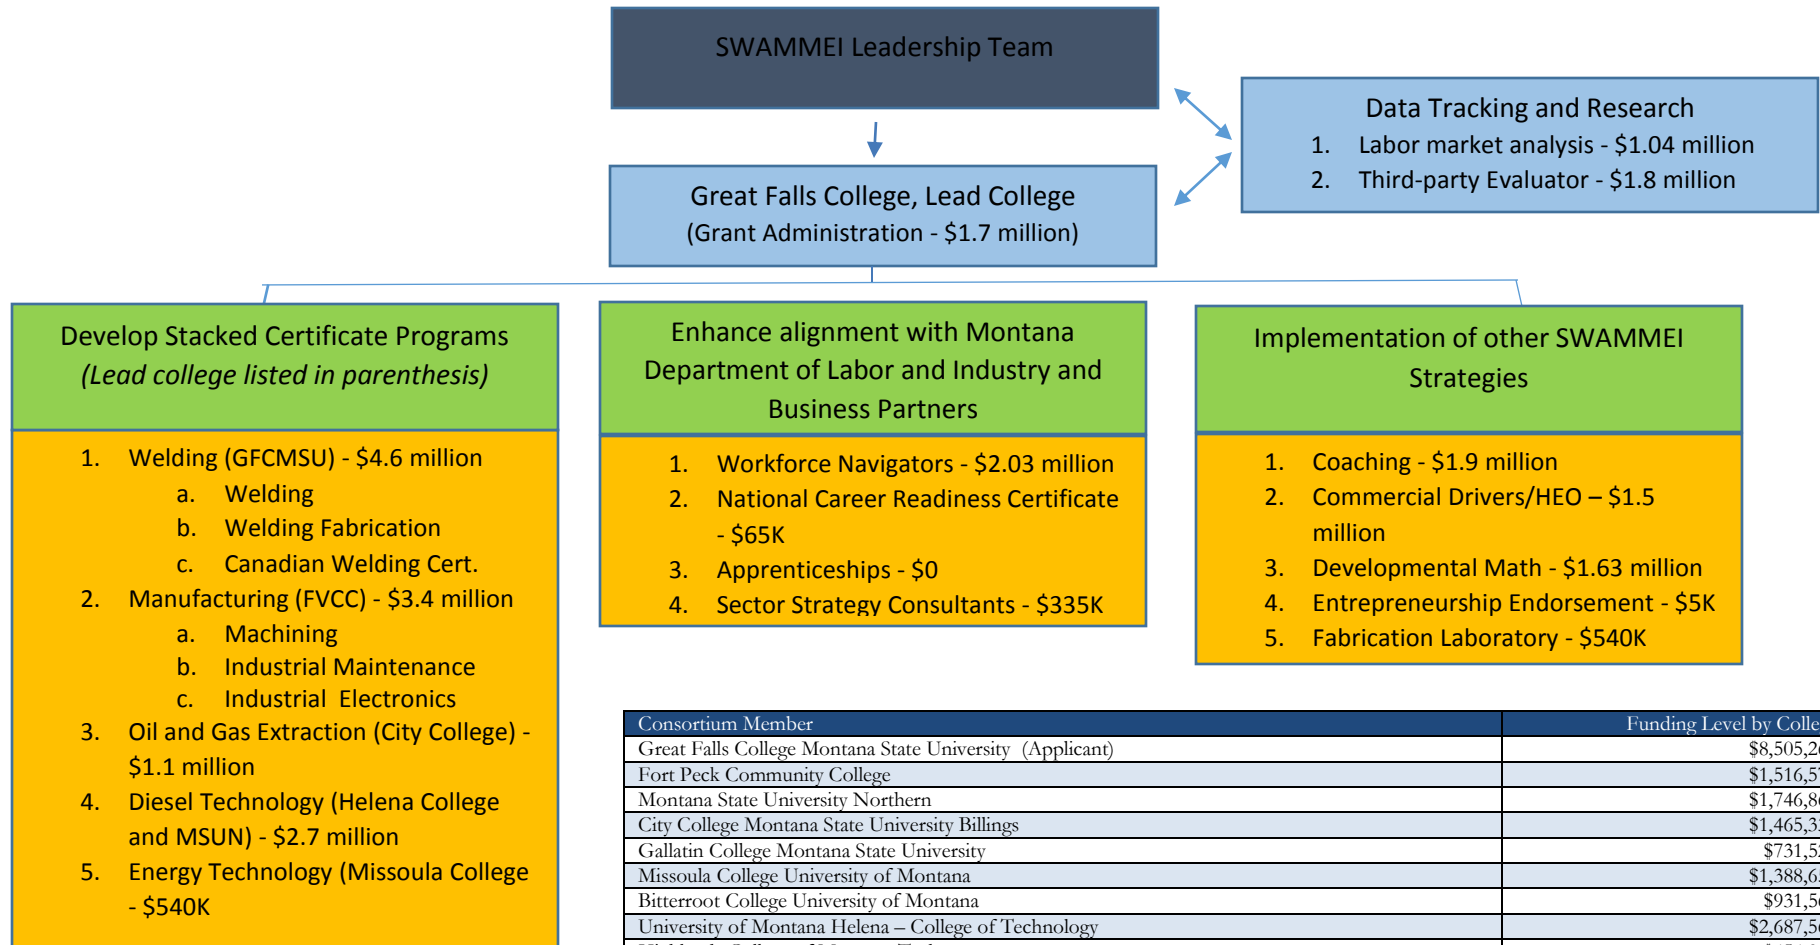 SWAMMEI Leadership Team
Data Tracking and Research
1. Labor market analysis - $1.04 million
2. Third-party Evaluator - $1.8 million
Great Falls College, Lead College
(Grant Administration - $1.7 million)
Develop Stacked Certificate Programs
(Lead college listed in parenthesis)
1. Welding (GFCMSU) - $4.6 million
a. Welding
b. Welding Fabrication
c. Canadian Welding Cert.
2. Manufacturing (FVCC) - $3.4 million
a. Machining
b. Industrial Maintenance
c. Industrial Electronics
3. Oil and Gas Extraction (City College) -
$1.1 million
4. Diesel Technology (Helena College
and MSUN) - $2.7 million
5. Energy Technology (Missoula College
- $540K
Enhance alignment with Montana
Department of Labor and Industry and
Business Partners
1. Workforce Navigators - $2.03 million
2. National Career Readiness Certificate
- $65K
3. Apprenticeships - $0
4. Sector Strategy Consultants - $335K
Implementation of other SWAMMEI
Strategies
1. Coaching - $1.9 million
2. Commercial Drivers/HEO – $1.5
million
3. Developmental Math - $1.63 million
4. Entrepreneurship Endorsement - $5K
5. Fabrication Laboratory - $540K
Consortium Member Funding Level by
Great Falls College Montana State University (Applicant)
Fort Peck Community College
Montana State University Northern
City College Montana State University Billings
Gallatin College Montana State University
Missoula College University of Montana
Bitterroot College University of Montana
University of Montana Helena – College of Technology